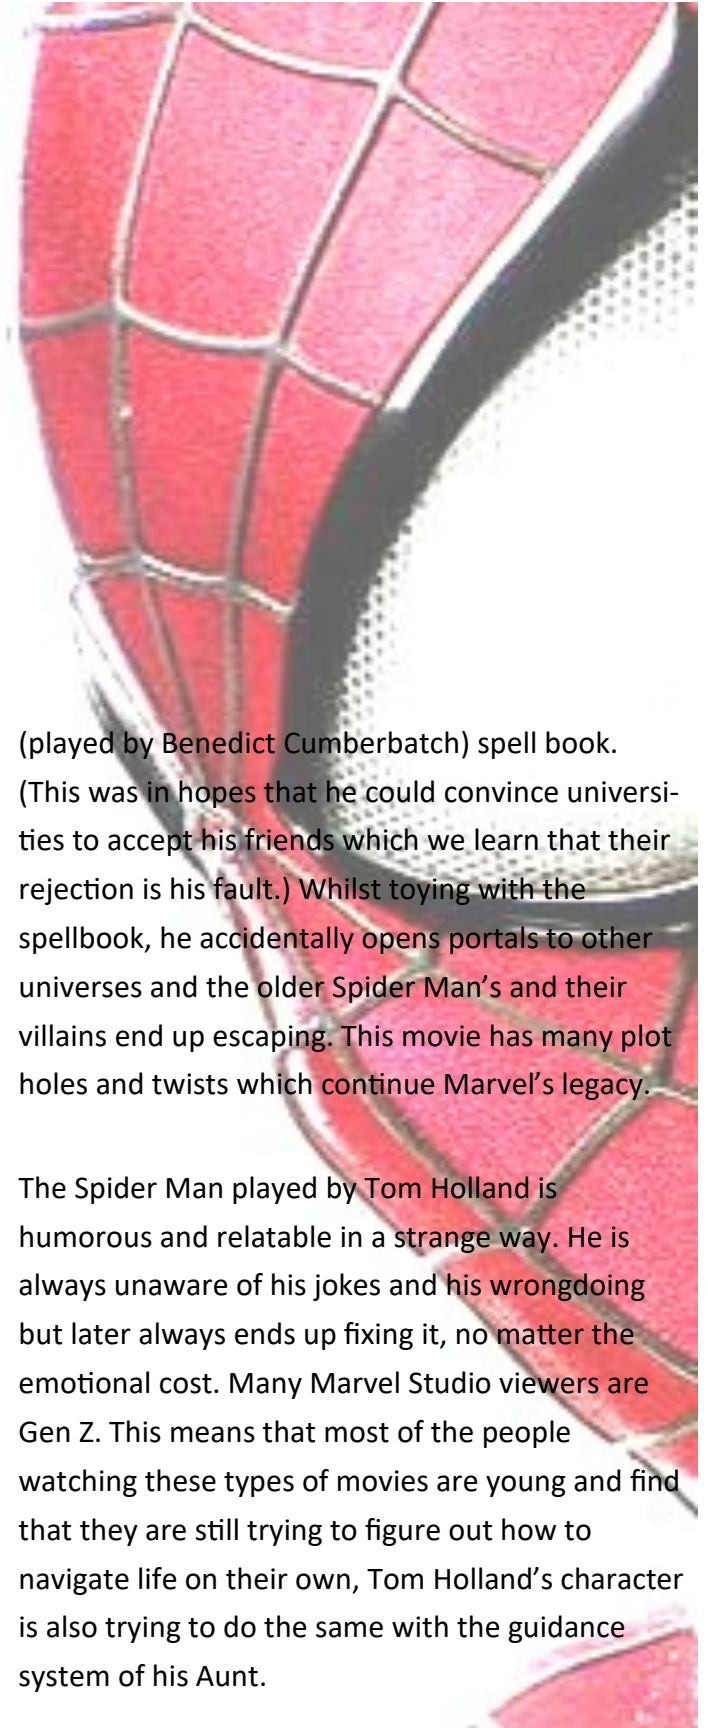 (played by Benedict Cumberbatch) spell book.
(This was in hopes that he could convince universi-
ties to accept his friends which we learn that their
rejection is his fault.) Whilst toying with the
spellbook, he accidentally opens portals to other
universes and the older Spider Man’s and their
villains end up escaping. This movie has many plot
holes and twists which continue Marvel’s legacy.
The Spider Man played by Tom Holland is
humorous and relatable in a strange way. He is
always unaware of his jokes and his wrongdoing
but later always ends up fixing it, no matter the
emotional cost. Many Marvel Studio viewers are
Gen Z. This means that most of the people
watching these types of movies are young and find
that they are still trying to figure out how to
navigate life on their own, Tom Holland’s character
is also trying to do the same with the guidance
system of his Aunt.